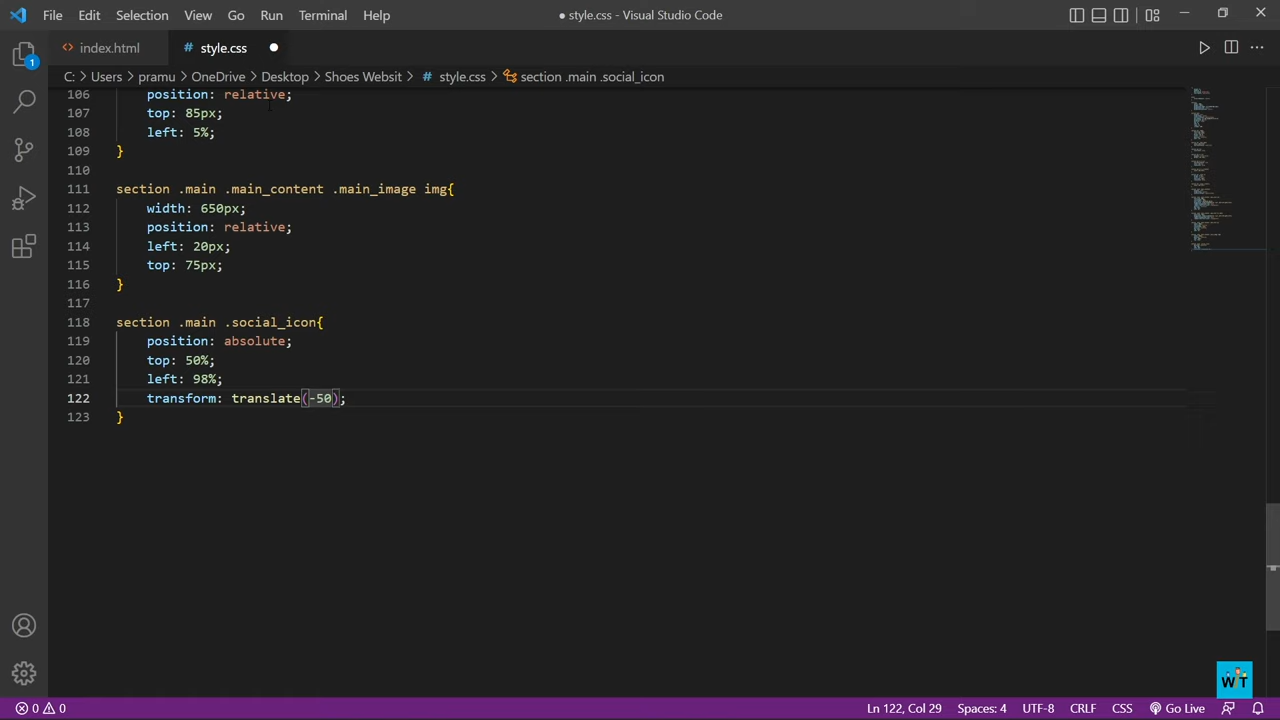 File Edit Selection View Go Run Terminal Help
● style.css - Visual Studio Code
index.html
# style.css
C: > Users > pramu > OneDrive > Desktop > Shoes Websit > # style.css > section .main .social_icon
1
106 position: relative;
107 top: 85px;
108 left: 5%;
109 }
110
111 section .main .main_content .main_image img{
112 width: 650px;
113 position: relative;
114 left: 20px;
115 top: 75px;
116 }
117
118 section .main .social_icon{
119 position: absolute;
120 top: 50%;
121 left: 98%;
122 transform: translate(-50);
123 }
WT
0 0
Ln 122, Col 29 Spaces: 4 UTF-8 CRLF CSS Go Live